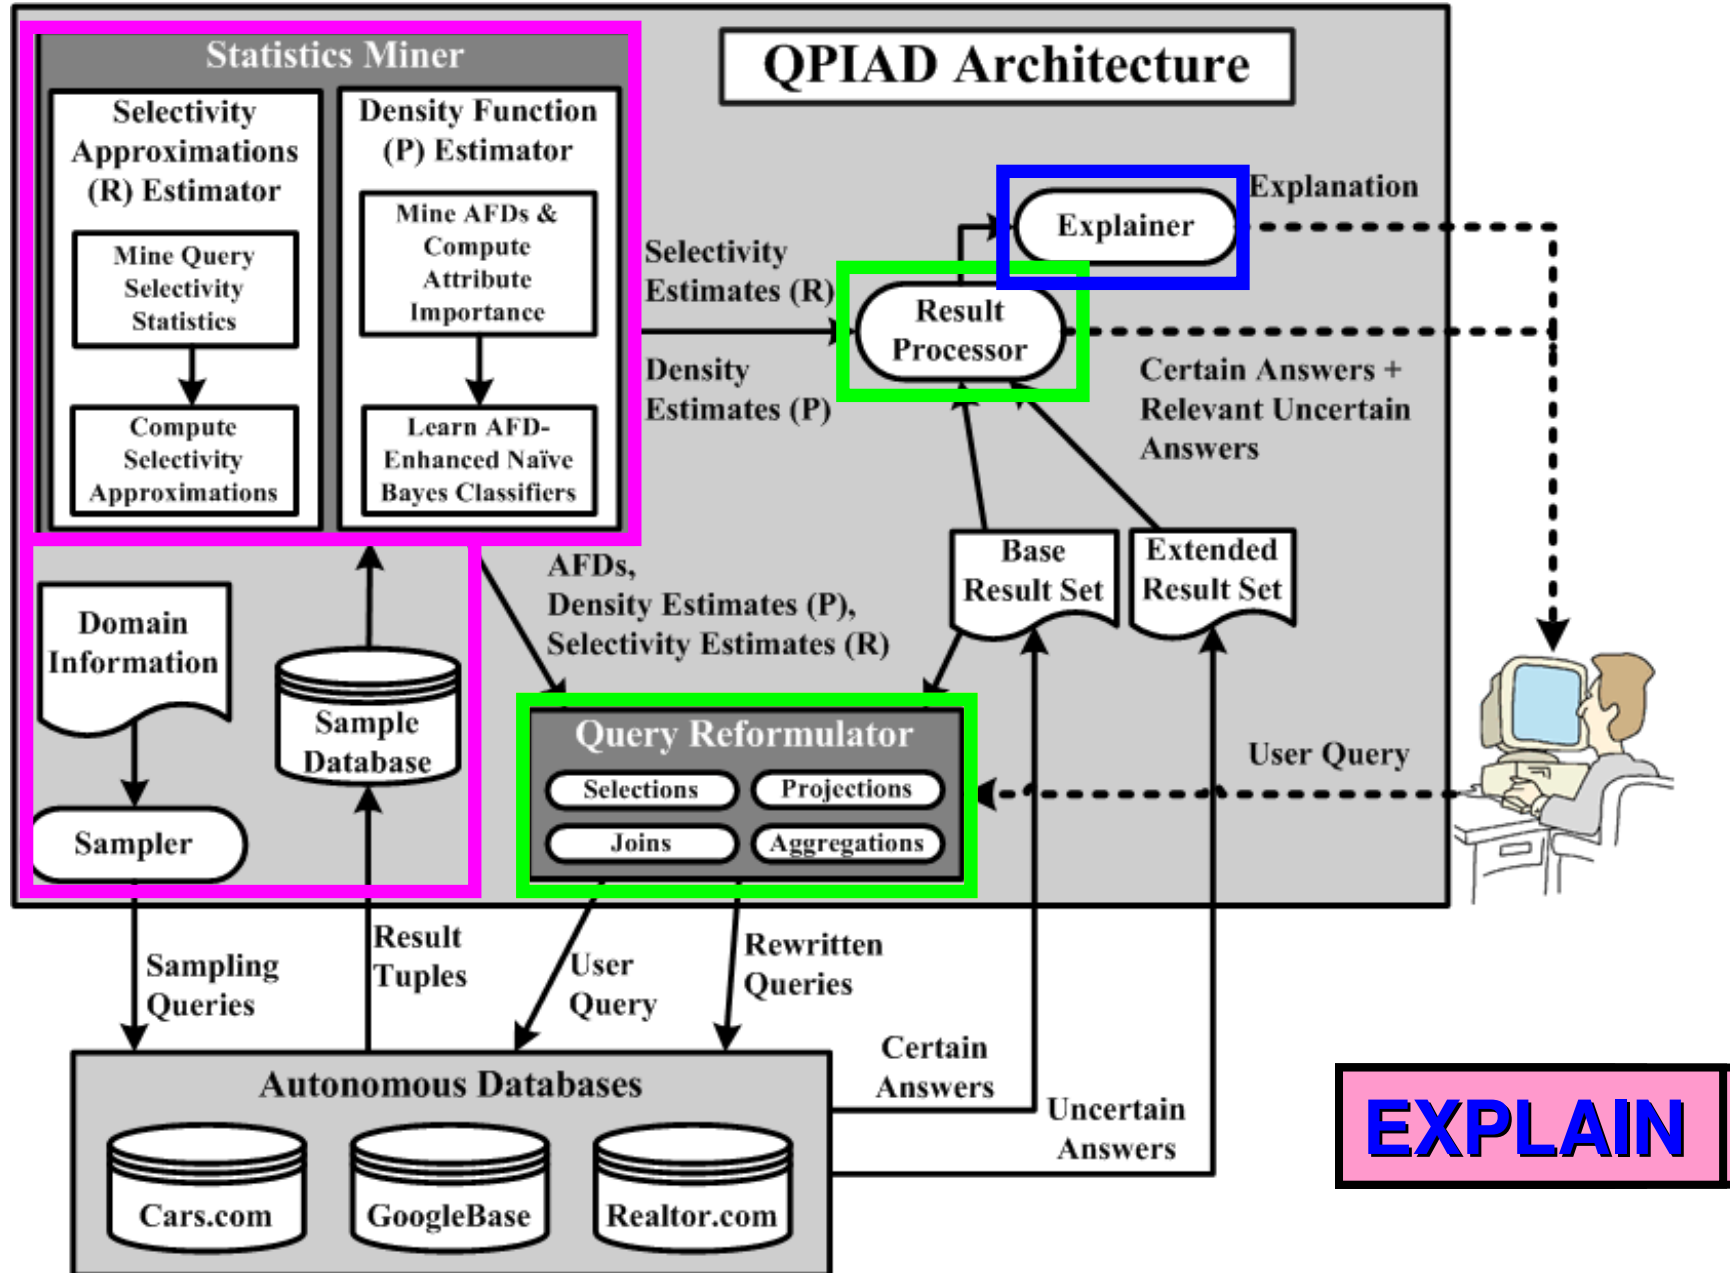 QPIAD Architecture
Statistics Miner
Selectivity
Approximations
(R) Estimator
Mine Query
Selectivity
Statistics
Compute
Selectivity
Approximations
Density Function
(P) Estimator
Mine AFDs &
Compute
Attribute
Importance
Learn AFD-
Enhanced Naïve
Bayes Classifiers
Selectivity
Estimates (R)
Density
Estimates (P)
Explainer
Explanation
Result
Processor
Certain Answers +
Relevant Uncertain
Answers
Base
Result Set
Extended
Result Set
AFDs,
Density Estimates (P),
Selectivity Estimates (R)
Domain
Information
Sample
Database
Sampler
Query Reformulator
Selections
Projections
Joins
Aggregations
User Query
Sampling
Queries
Result
Tuples
User
Query
Rewritten
Queries
Certain
Answers
Uncertain
Answers
Autonomous Databases
Cars.com
GoogleBase
Realtor.com
EXPLAIN